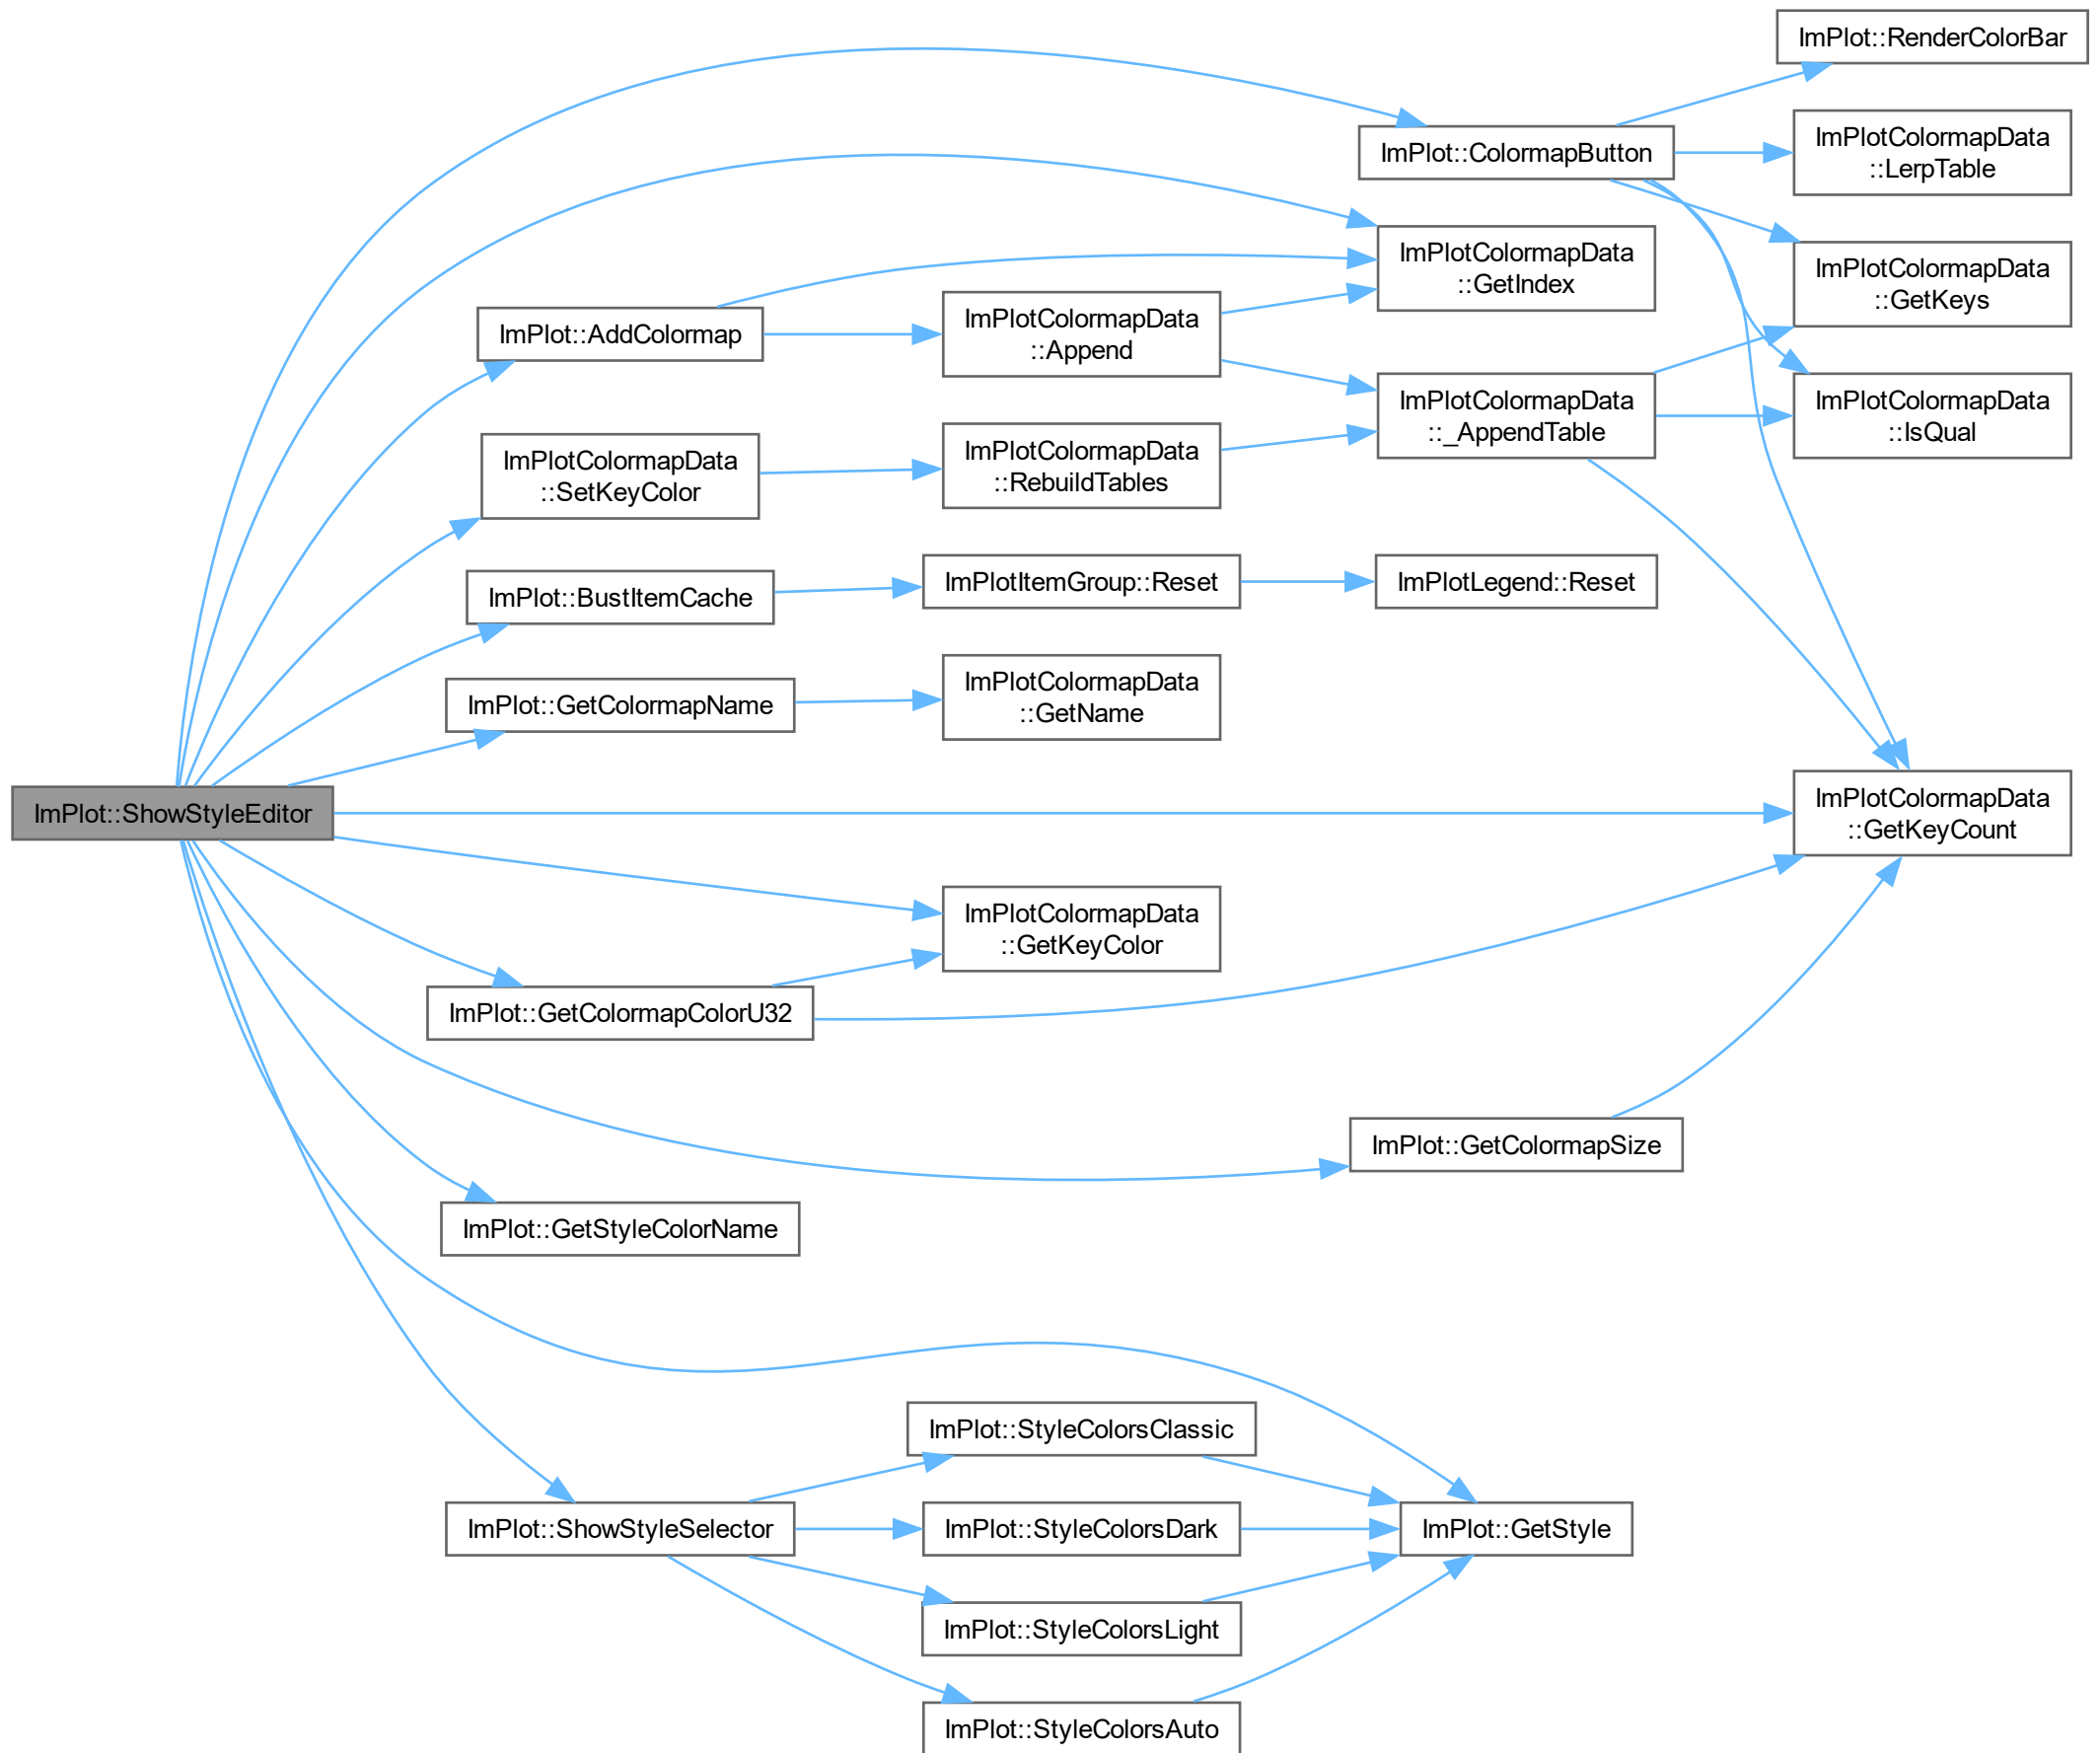 ImPlot::RenderColorBar
ImPlot::ColormapButton
ImPlotColormapData
::LerpTable
ImPlotColormapData
::GetIndex
ImPlotColormapData
::GetKeys
ImPlot::AddColormap
ImPlotColormapData
::Append
ImPlotColormapData
::_AppendTable
ImPlotColormapData
::IsQual
ImPlotColormapData
::SetKeyColor
ImPlotColormapData
::RebuildTables
ImPlot::BustItemCache
ImPlotItemGroup::Reset
ImPlotLegend::Reset
ImPlot::GetColormapName
ImPlotColormapData
::GetName
ImPlot::ShowStyleEditor
ImPlotColormapData
::GetKeyCount
ImPlotColormapData
::GetKeyColor
ImPlot::GetColormapColorU32
ImPlot::GetColormapSize
ImPlot::GetStyleColorName
ImPlot::StyleColorsClassic
ImPlot::ShowStyleSelector
ImPlot::StyleColorsDark
ImPlot::GetStyle
ImPlot::StyleColorsLight
ImPlot::StyleColorsAuto